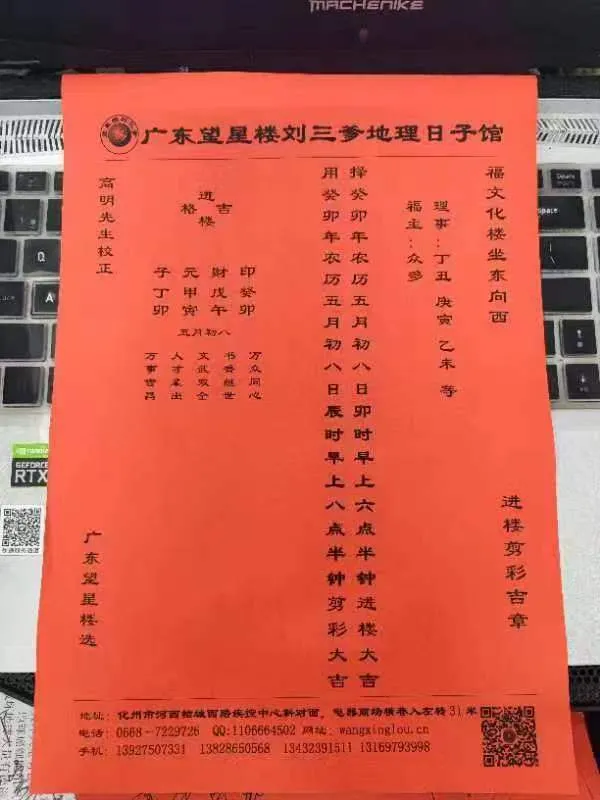 MACHENIKE
广东望星楼刘三爹地理日子馆
福文化楼坐东向西
进楼剪彩吉章
理事：丁丑 庚寅 乙未 等
福主：众爹
择癸卯年农历五月初八日卯时早上六点半钟进楼大吉
用癸卯年农历五月初八日辰时早上八点半钟剪彩大吉
吉
进楼
格
印癸卯
财戊午
元甲寅
子丁卯
五月初八
万众同心
书香继世
文武双全
人才辈出
万事吉昌
高明先生校正
广东望星楼选
地址：化州市河西桔城西路疾控中心斜对面，电器商场横巷入左转31米
电话：0668-7229726 QQ:1106664502 网址：wangxinglou.cn
手机：13927507331 13828650568 13432391511 13169793998
GEFORCE
RTX